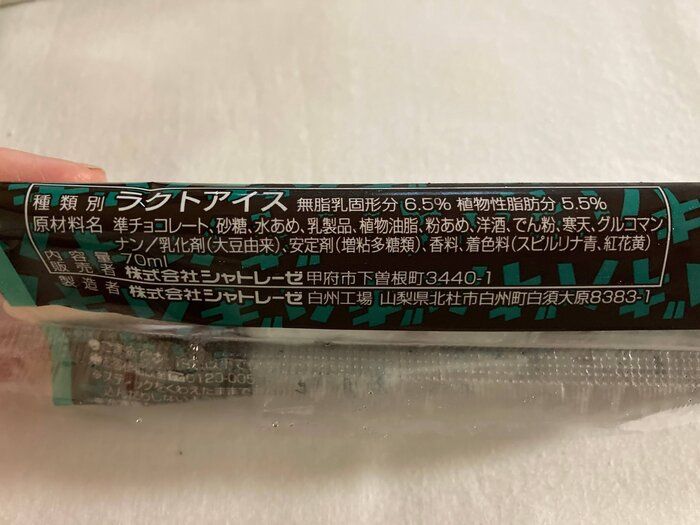 種類別 ラクトアイス 無脂乳固形分 6.5% 植物性脂肪分 5.5%
原材料名 準チョコレート、砂糖、水あめ、乳製品、植物油脂、粉あめ、洋酒、でん粉、寒天、グルコマン
ナン/乳化剤(大豆由来)、安定剤(増粘多糖類)、香料、着色料(スピルリナ青、紅花黄)
内容量 70ml
販売者 株式会社シャトレーゼ 甲府市下曽根町3440-1
製造者 株式会社シャトレーゼ 白州工場 山梨県北杜市白州町白須大原8383-1